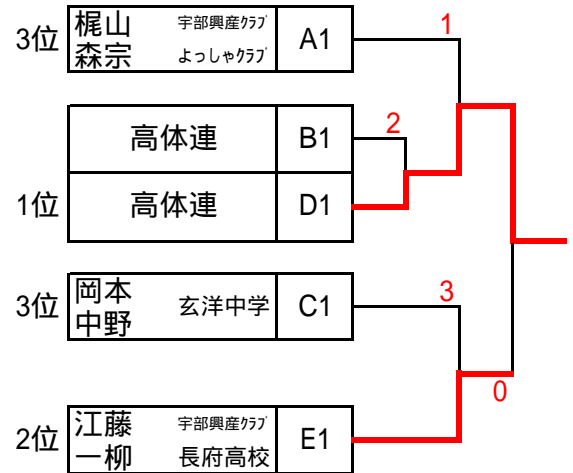 3位 梶山 宇部興産ｸﾗﾌﾞ A1 1
森宗 よっしゃｸﾗﾌﾞ
高体連 B1 2
1位 高体連 D1
3位 岡本 玄洋中学 C1 3
中野
0
2位 江藤 宇部興産ｸﾗﾌﾞ E1
一柳 長府高校